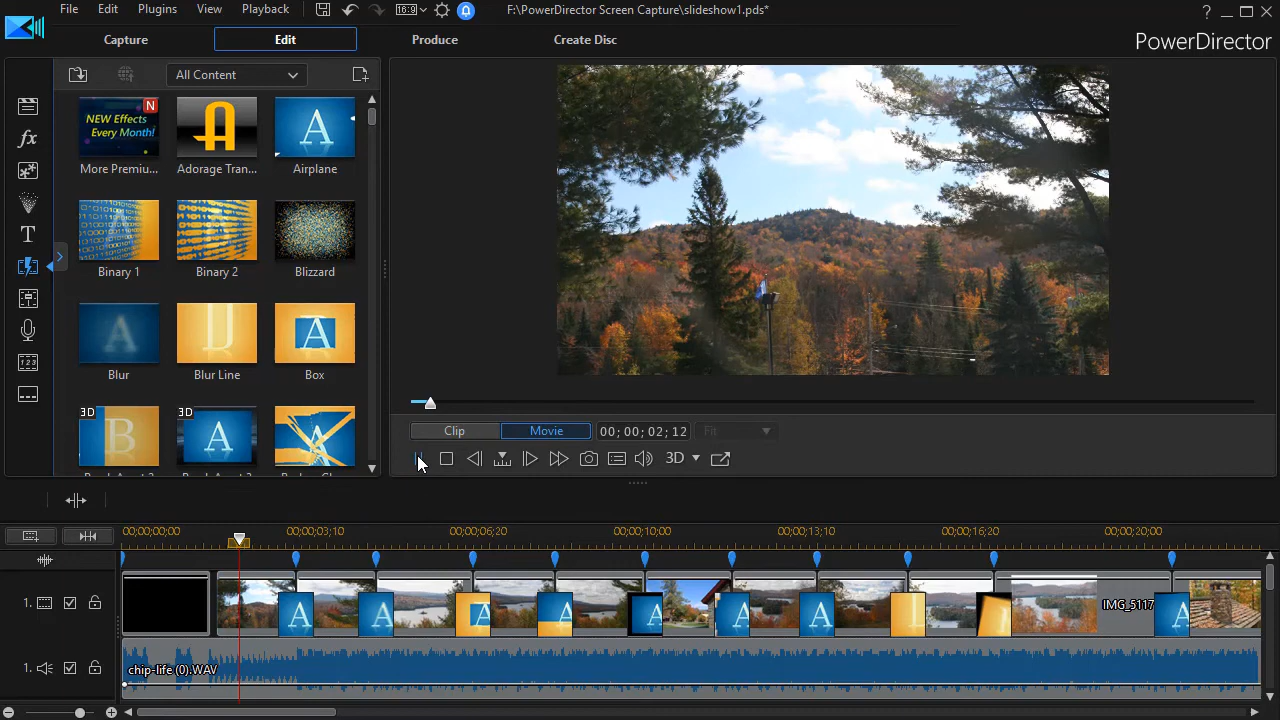 File Edit Plugins View Playback 16:9 F:\PowerDirector Screen Capture\slideshow1.pds* ?
Capture Edit Produce Create Disc PowerDirector
All Content
N
NEW Effects
Every Month!
A A
More Premiu... Adorage Tran... Airplane
fx
T
Binary 1 Binary 2 Blizzard
A U A
Blur Blur Line Box
3D 3D
B A
Clip Movie 00; 00; 02; 12 Fit
3D
00;00;00;00 00;00;03;10 00;00;06;20 00;00;10;00 00;00;13;10 00;00;16;20 00;00;20;00
1. IMG_5117
A A A A A A A
1. chip-life (0).WAV